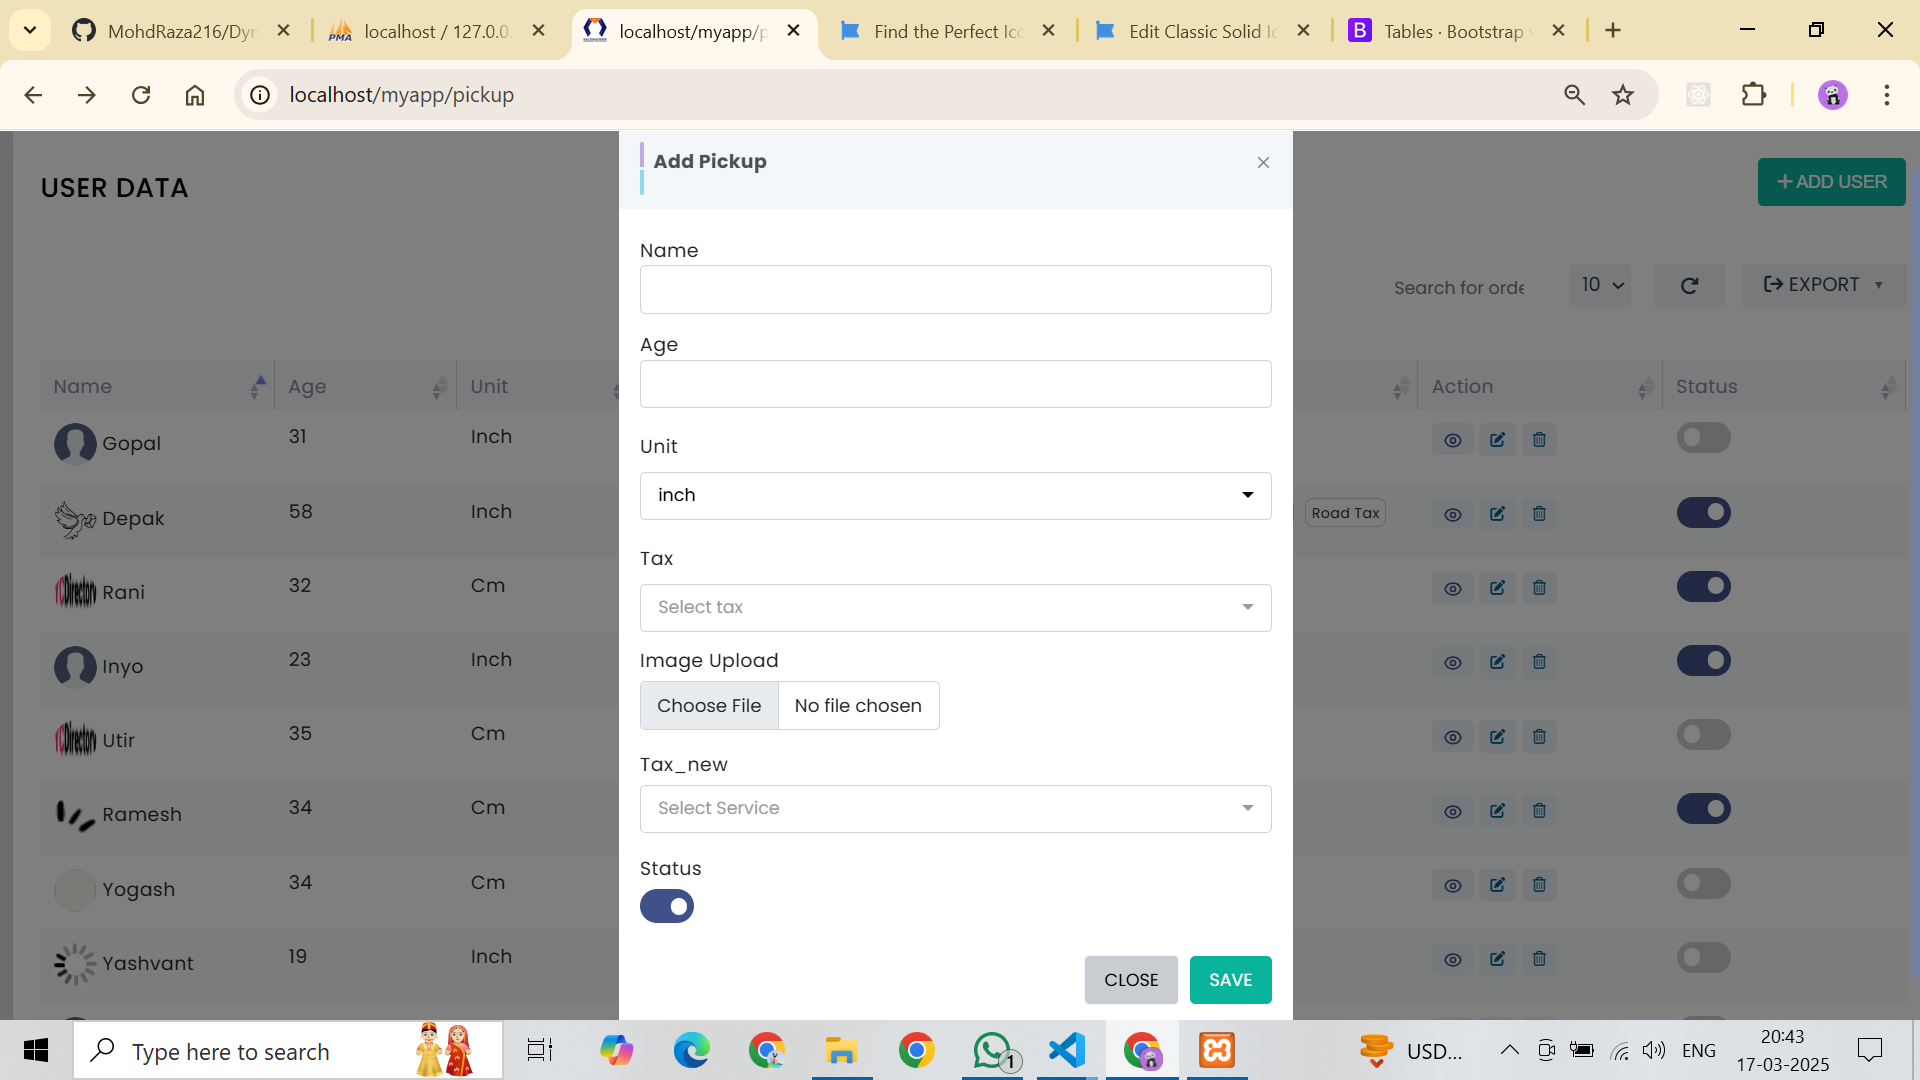 MohdRaza216/Dyn
localhost / 127.0.0.
localhost/myapp/p
Find the Perfect Ico
Edit Classic Solid Ic
Tables · Bootstrap v
PMA
B
localhost/myapp/pickup
USER DATA
ADD USER
Search for orde
10
EXPORT
Name
Age
Unit
Action
Status
Gopal
31
Inch
Depak
58
Inch
Road Tax
Rani
32
Cm
Inyo
23
Inch
Utir
35
Cm
Ramesh
34
Cm
Yogash
34
Cm
Yashvant
19
Inch
Add Pickup
Name
Age
Unit
inch
Tax
Select tax
Image Upload
Choose File
No file chosen
Tax_new
Select Service
Status
CLOSE
SAVE
Type here to search
1
USD...
ENG
20:43
17-03-2025